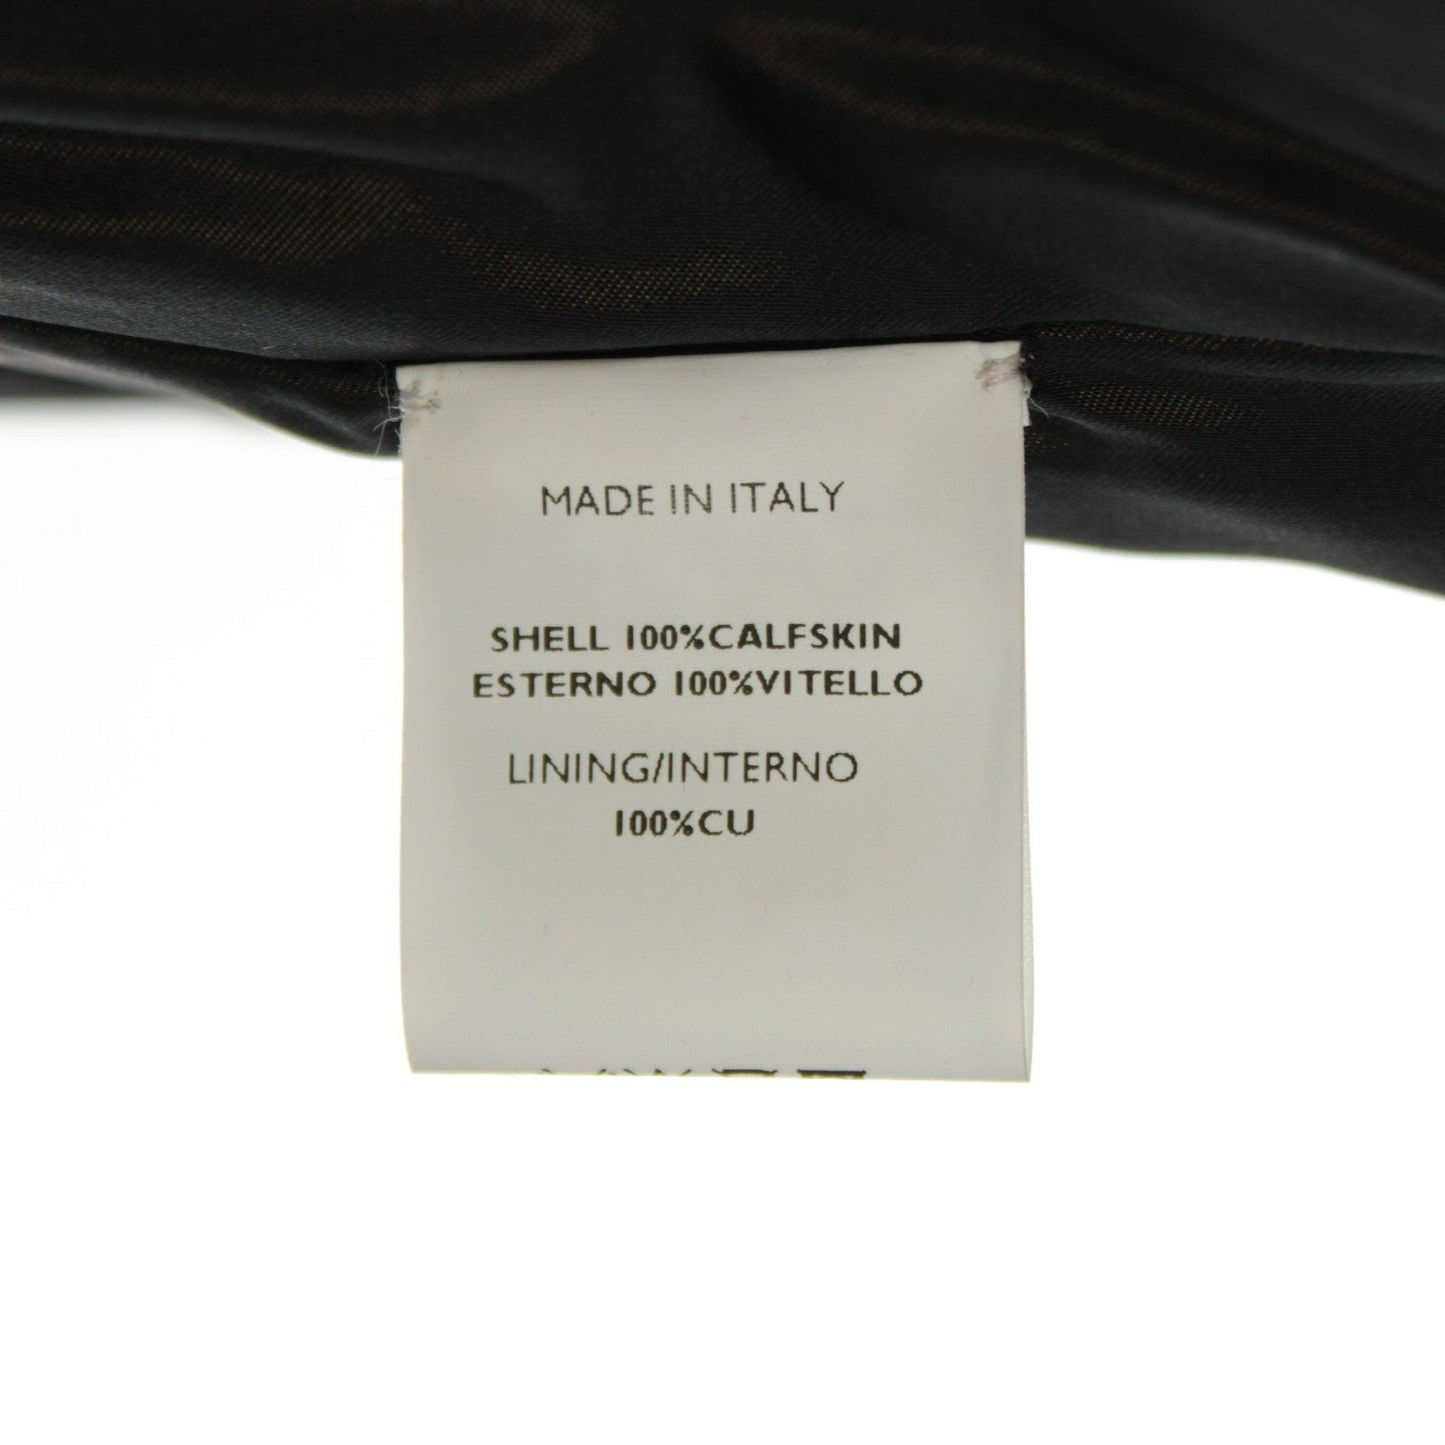 MADE IN ITALY
SHELL 100%CALFSKIN
ESTERNO 100%VITELLO
LINING/INTERNO
100%CU